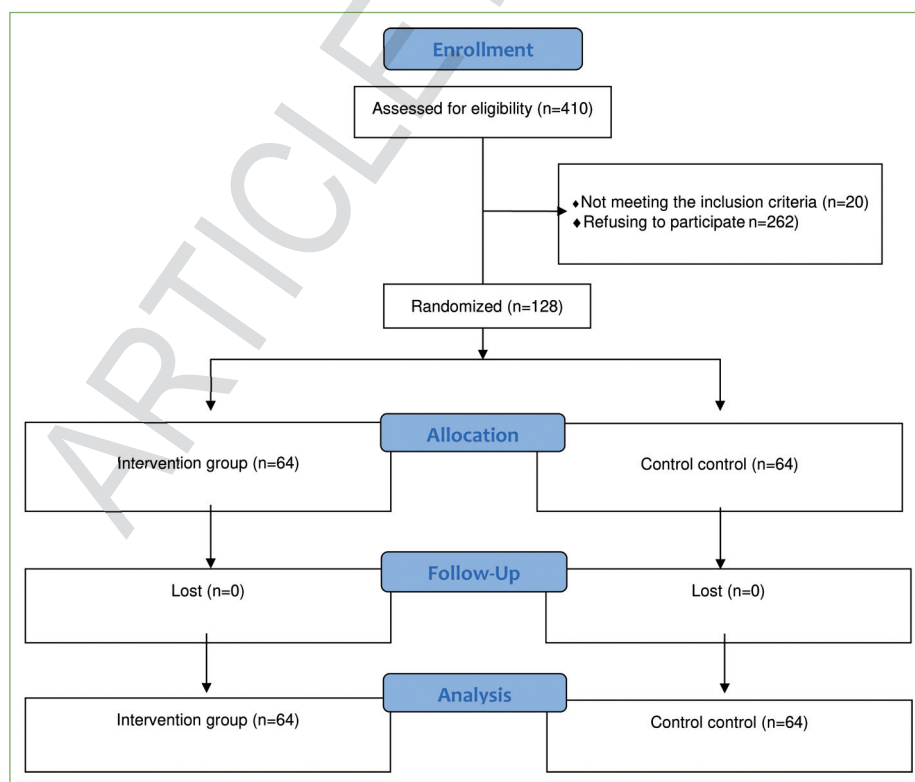 Enrollment
Assessed for eligibility (n=410)
♦Not meeting the inclusion criteria (n=20)
♦Refusing to participate n=262)
Randomized (n=128)
Allocation
Intervention group (n=64)
Control control (n=64)
Follow-Up
Lost (n=0)
Lost (n=0)
Analysis
Intervention group (n=64)
Control control (n=64)
ARTICLE